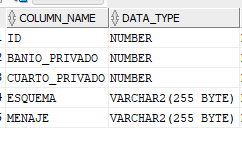 COLUMN_NAME DATA_TYPE
ID NUMBER
BANIO_PRIVADO NUMBER
CUARTO_PRIVADO NUMBER
ESQUEMA VARCHAR2(255 BYTE)
MENAJE VARCHAR2(255 BYTE)